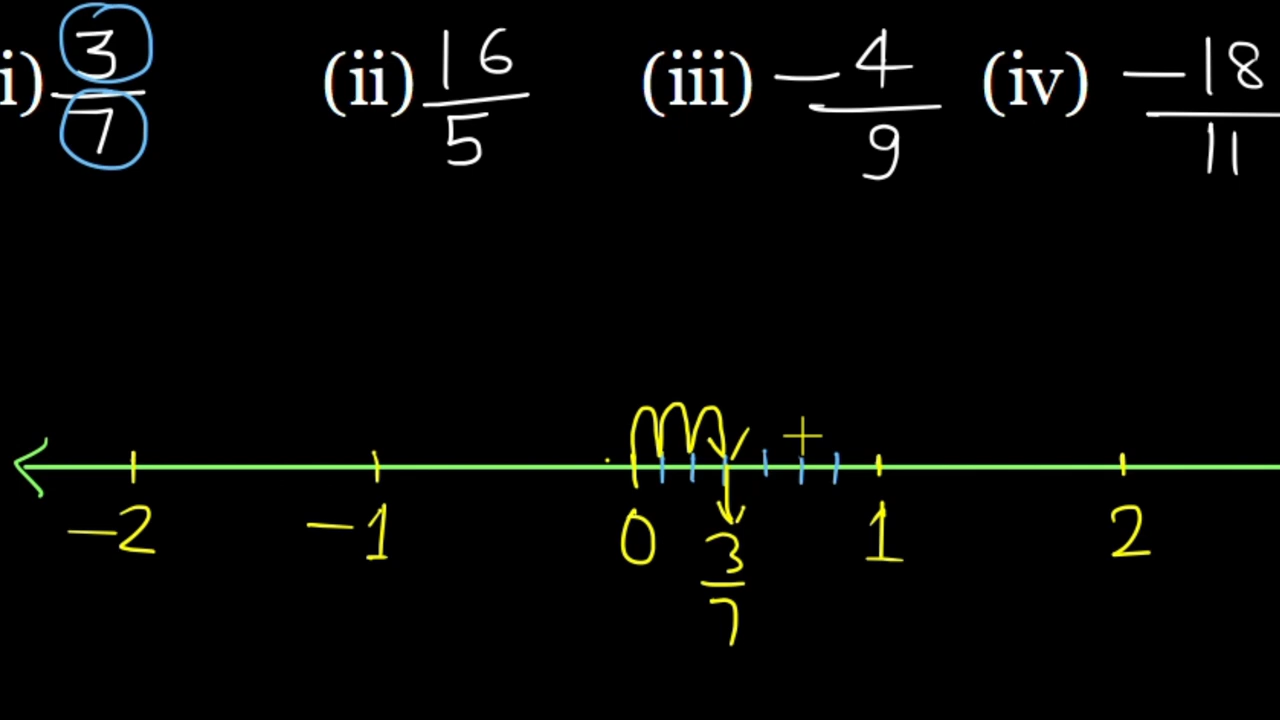 i) 3/7 (ii) 16/5 (iii) -4/9 (iv) -18/11
+
-2 -1 0 3/7 1 2